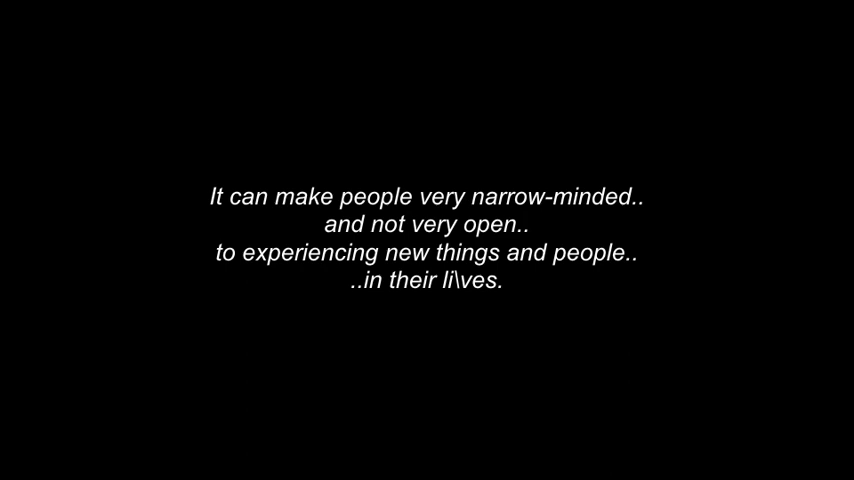 It can make people very narrow-minded..
and not very open..
to experiencing new things and people..
..in their li\ves.